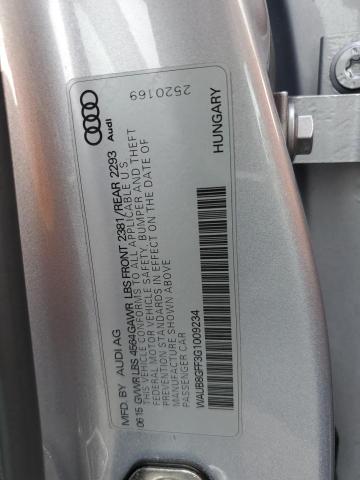 Audi
2520169
MFD. BY AUDI AG
06 15 GVWR LBS 4564 GAWR LBS FRONT 2381/REAR 2293
CONFORMS TO ALL APPLICABLE U.S.
FEDERAL MOTOR VEHICLE SAFETY, BUMPER AND THEFT
PREVENTION STANDARDS IN EFFECT ON THE DATE OF
MANUFACTURE SHOWN ABOVE
PASSENGER CAR
WAUB8GFF3G1009234
HUNGARY